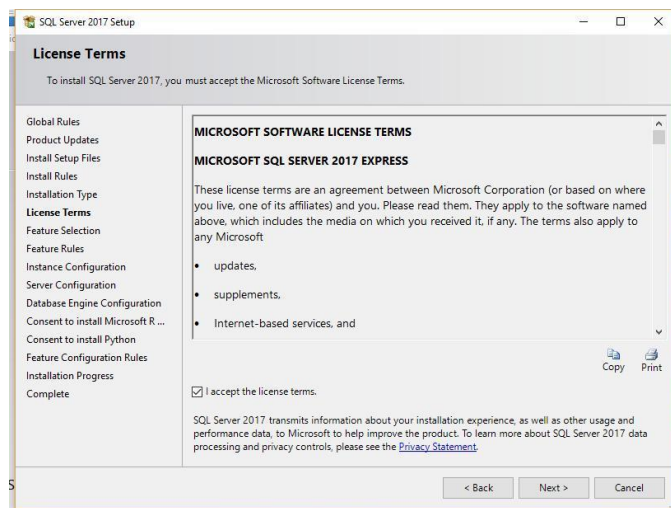 SQL Server 2017 Setup
License Terms
To install SQL Server 2017, you must accept the Microsoft Software License Terms.
Global Rules
Product Updates
Install Setup Files
Install Rules
Installation Type
License Terms
Feature Selection
Feature Rules
Instance Configuration
Server Configuration
Database Engine Configuration
Consent to install Microsoft R ...
Consent to install Python
Feature Configuration Rules
Installation Progress
Complete
MICROSOFT SOFTWARE LICENSE TERMS
MICROSOFT SQL SERVER 2017 EXPRESS
These license terms are an agreement between Microsoft Corporation (or based on where
you live, one of its affiliates) and you. Please read them. They apply to the software named
above, which includes the media on which you received it, if any. The terms also apply to
any Microsoft
• updates,
• supplements,
• Internet-based services, and
Copy Print
I accept the license terms.
SQL Server 2017 transmits information about your installation experience, as well as other usage and
performance data, to Microsoft to help improve the product. To learn more about SQL Server 2017 data
processing and privacy controls, please see the Privacy Statement.
< Back Next > Cancel